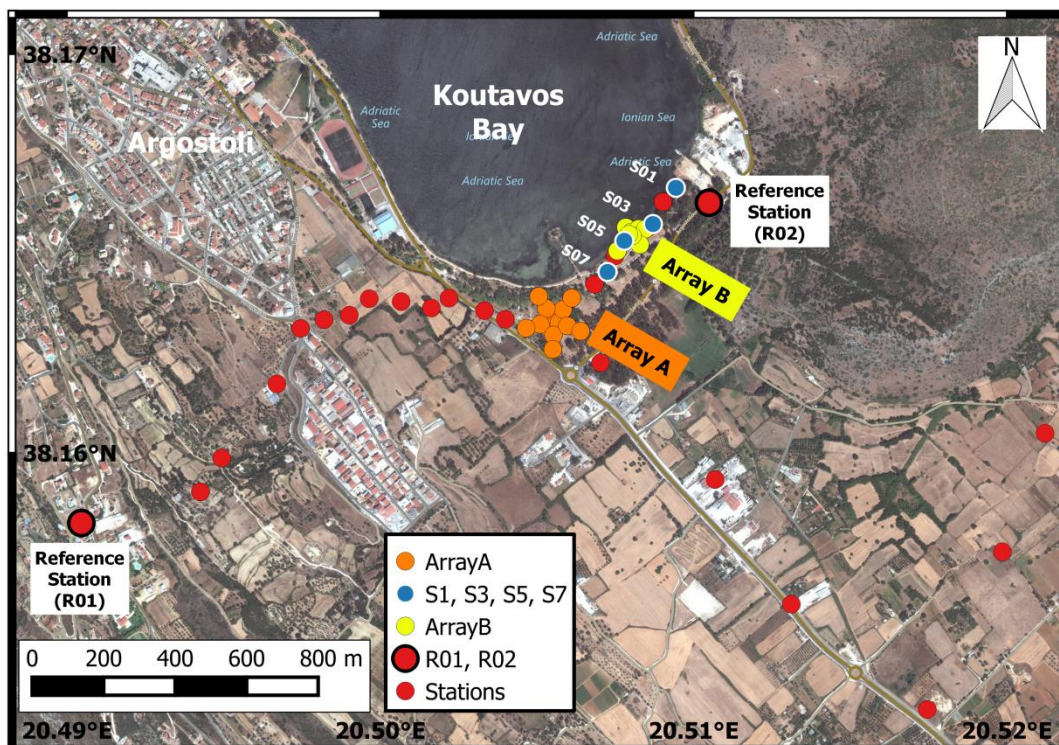 38.17°N
N
Koutavos
Bay
Adriatic Sea
Adriatic
Sea
Ionian Sea
Ionian Sea
Adriatic Sea
Adriatic Sea
Argostoli
S01
S03
S05
S07
Reference
Station
(R02)
Array B
Array A
38.16°N
Reference
Station
(R01)
ArrayA
S1, S3, S5, S7
ArrayB
R01, R02
Stations
0 200 400 600 800 m
20.49°E
20.50°E
20.51°E
20.52°E